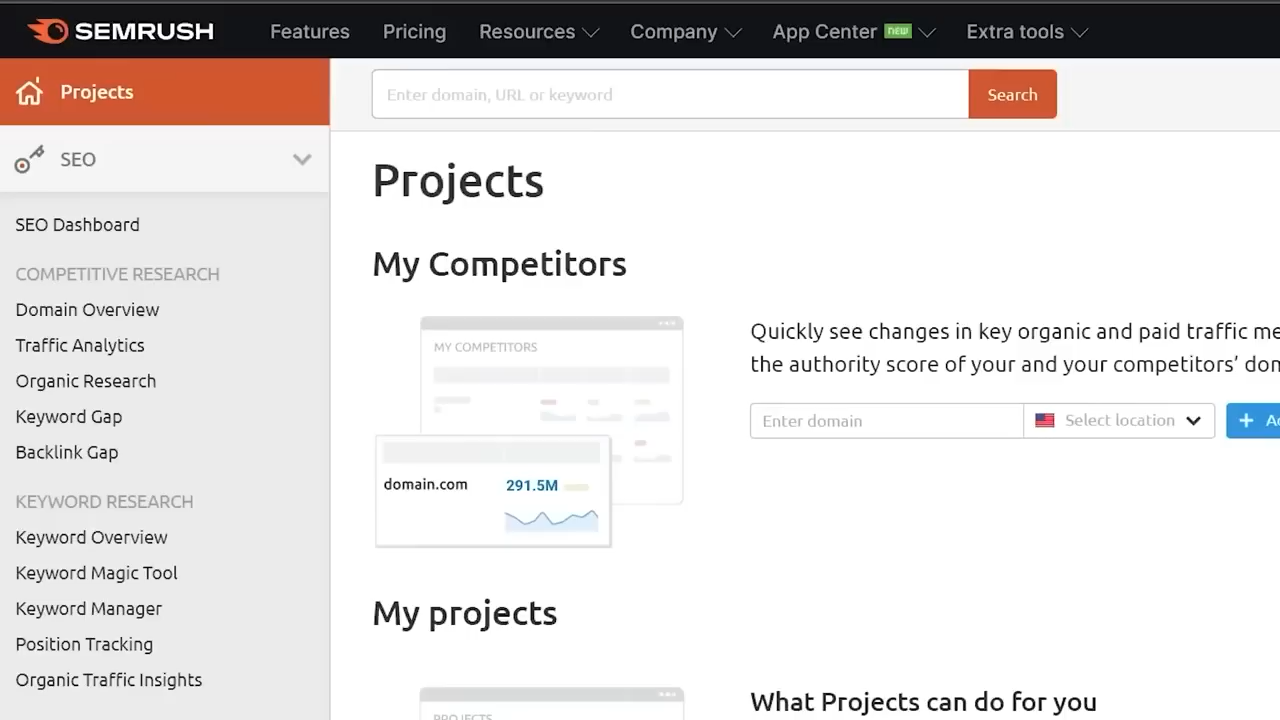 SEMRUSH
Features
Pricing
Resources
Company
App Center NEW
Extra tools
Projects
Enter domain, URL or keyword
Search
SEO
SEO Dashboard
COMPETITIVE RESEARCH
Domain Overview
Traffic Analytics
Organic Research
Keyword Gap
Backlink Gap
KEYWORD RESEARCH
Keyword Overview
Keyword Magic Tool
Keyword Manager
Position Tracking
Organic Traffic Insights
Projects
My Competitors
MY COMPETITORS
domain.com 291.5M
Quickly see changes in key organic and paid traffic me
the authority score of your and your competitors’ don
Enter domain
Select location
+ Ad
My projects
PROJECTS
What Projects can do for you